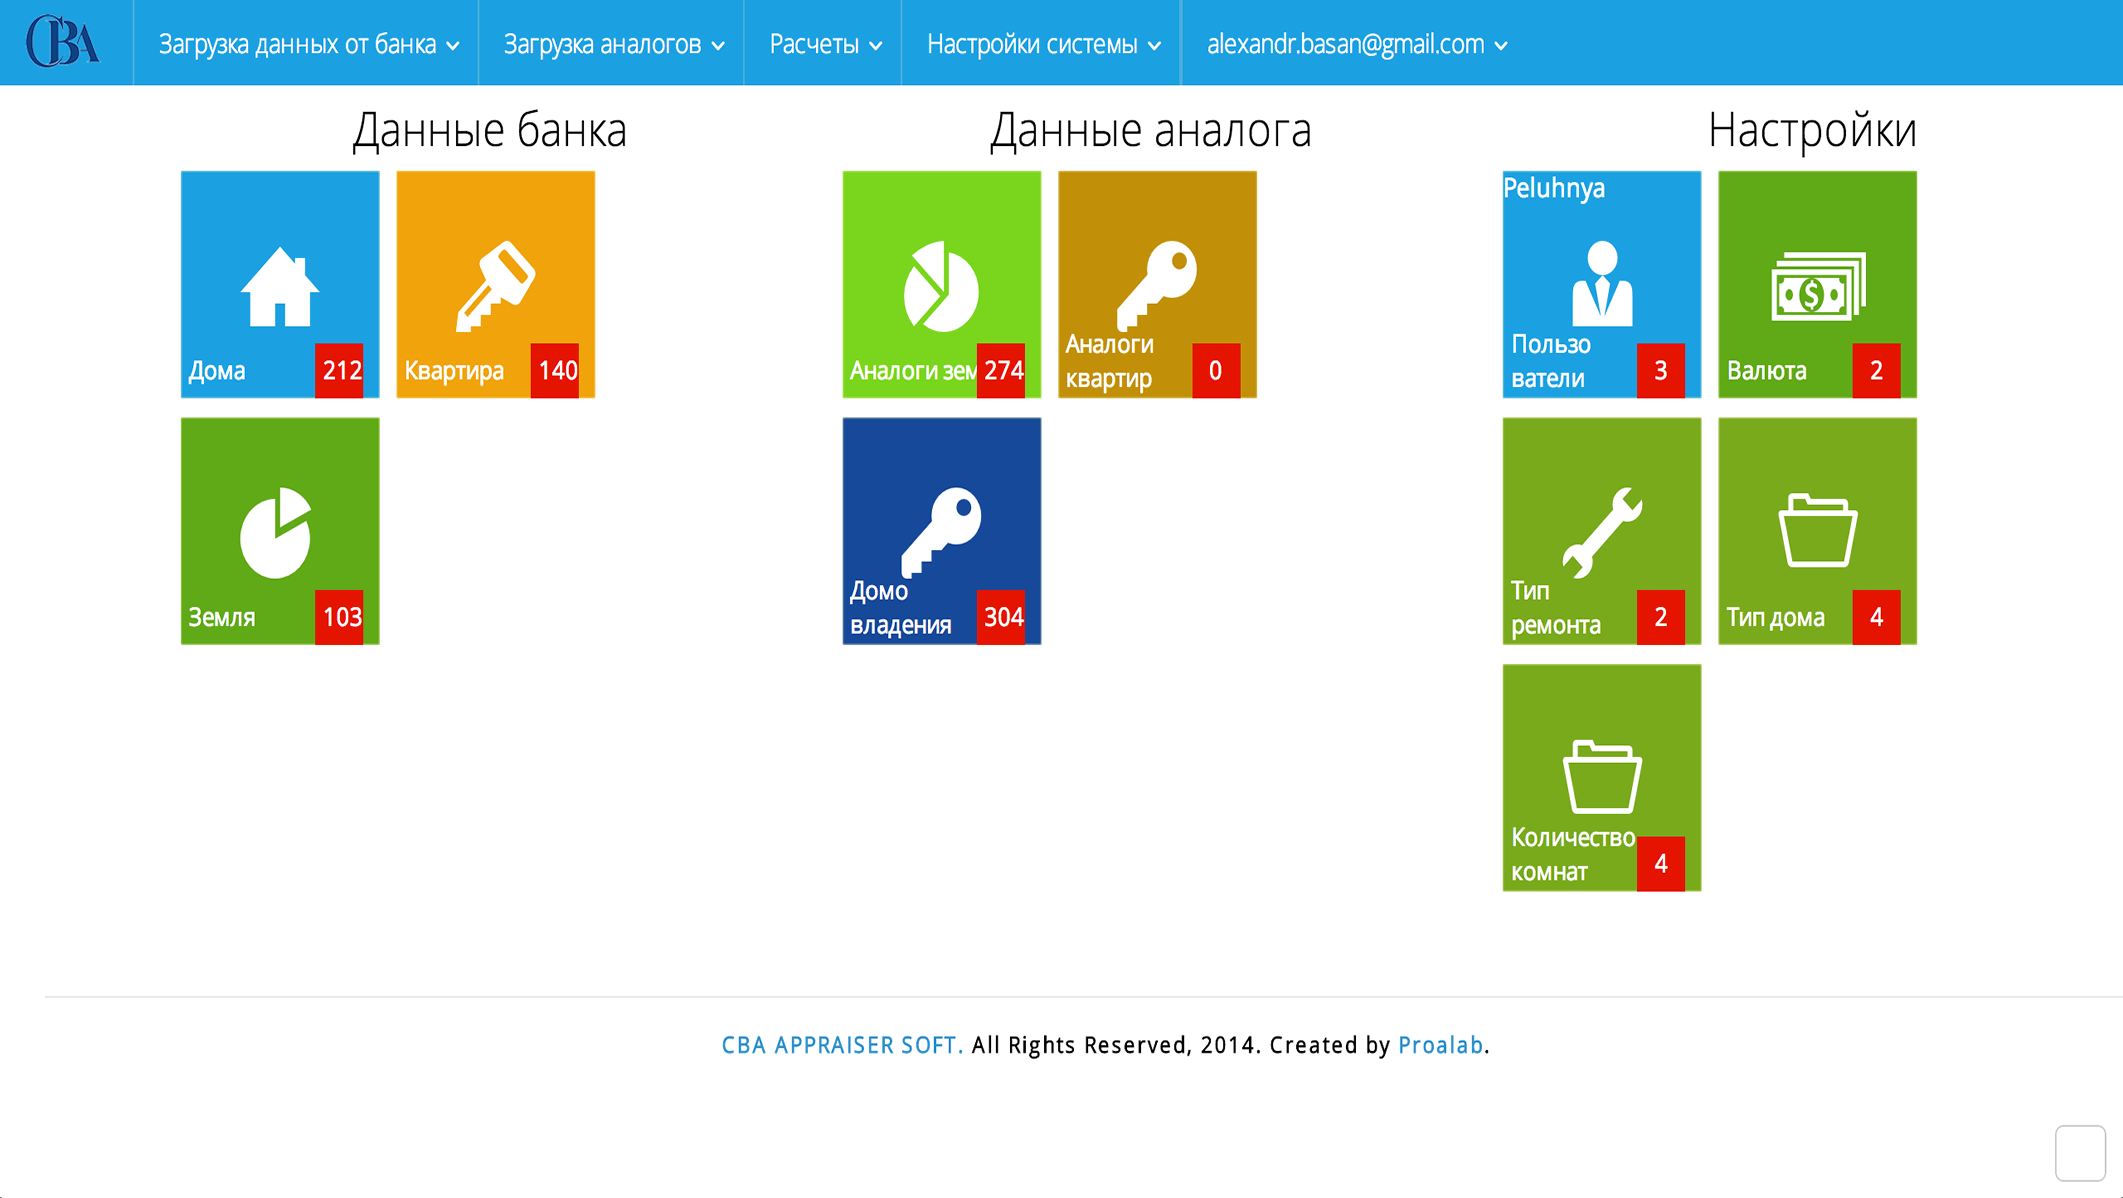 CBA
Загрузка данных от банка
Загрузка аналогов
Расчеты
Настройки системы
alexandr.basan@gmail.com
Данные банка
Дома
212
Квартира
140
Земля
103
Данные аналога
Аналоги зем
274
Аналоги
квартир
0
Домо
владения
304
Настройки
Peluhnya
Пользо
ватели
3
Валюта
2
Тип
ремонта
2
Тип дома
4
Количество
комнат
4
CBA APPRAISER SOFT. All Rights Reserved, 2014. Created by Proalab.